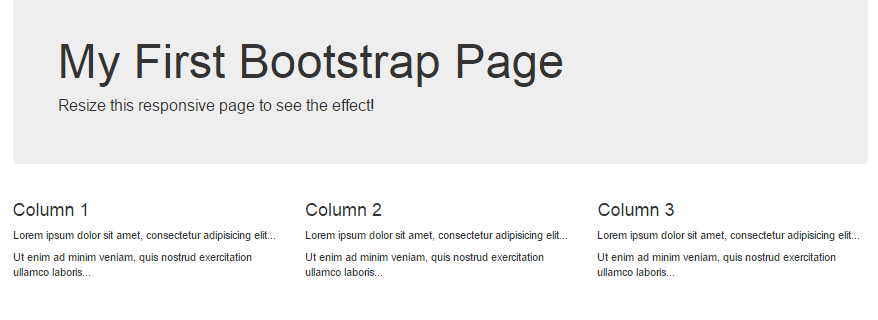 My First Bootstrap Page
Resize this responsive page to see the effect!
Column 1
Lorem ipsum dolor sit amet, consectetur adipisicing elit...
Ut enim ad minim veniam, quis nostrud exercitation
ullamco laboris...
Column 2
Lorem ipsum dolor sit amet, consectetur adipisicing elit...
Ut enim ad minim veniam, quis nostrud exercitation
ullamco laboris...
Column 3
Lorem ipsum dolor sit amet, consectetur adipisicing elit...
Ut enim ad minim veniam, quis nostrud exercitation
ullamco laboris...